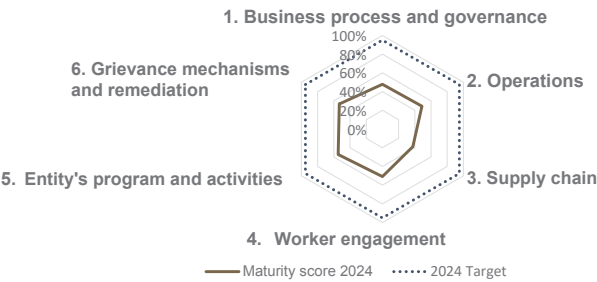 1. Business process and governance
100%
80%
60%
40%
20%
0%
6. Grievance mechanisms
and remediation
2. Operations
5. Entity's program and activities
3. Supply chain
4. Worker engagement
Maturity score 2024
2024 Target